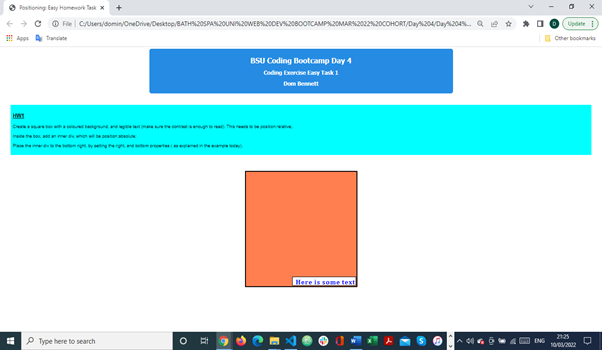 Positioning: Easy Homework Task
File | C:/Users/domin/OneDrive/Desktop/BATH%20SPA%20UNI%20WEB%20DEV%20BOOTCAMP%20MAR%2022%20COHORT/Day%204/Day%204%...
Update
Apps
Translate
Other bookmarks
BSU Coding Bootcamp Day 4
Coding Exercise Easy Task 1
Dom Bennett
HW1
Create a square box with a coloured background, and legible text (make sure the contrast is enough to read). This needs to be position relative.
Inside the box, add an inner div, which will be position absolute.
Place the inner div to the bottom right, by setting the right, and bottom properties ( as explained in the example today).
Here is some text
Type here to search
ENG
21:25
10/03/2022